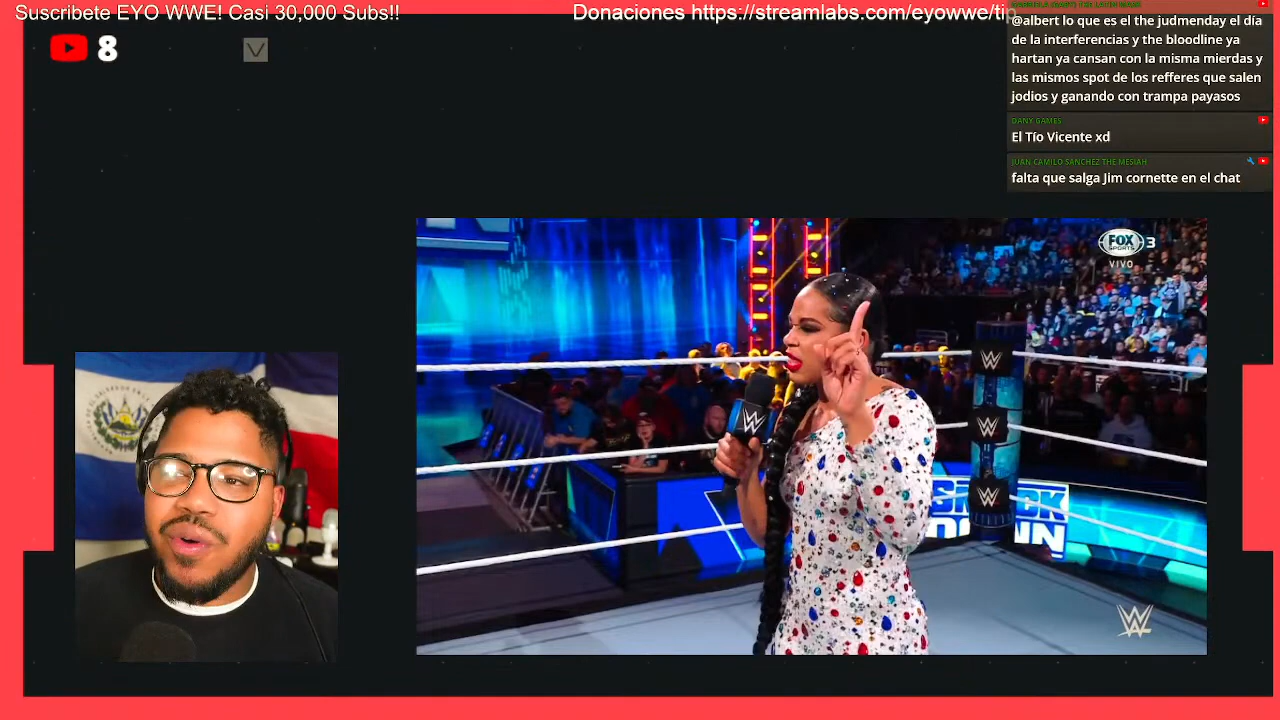 Suscribete EYO WWE! Casi 30,000 Subs!!
Donaciones https://streamlabs.com/eyowwe/tip
8
V
@albert lo que es el the judmenday el día
de la interferencias y the bloodline ya
hartan ya cansan con la misma mierdas y
las mismos spot de los refferes que salen
jodios y ganando con trampa payasos
DANY GAMES
El Tío Vicente xd
JUAN CAMILO SANCHEZ THE MESIAH
falta que salga Jim cornette en el chat
FOX
SPORTS
3
VIVO
W
W
W
W
W